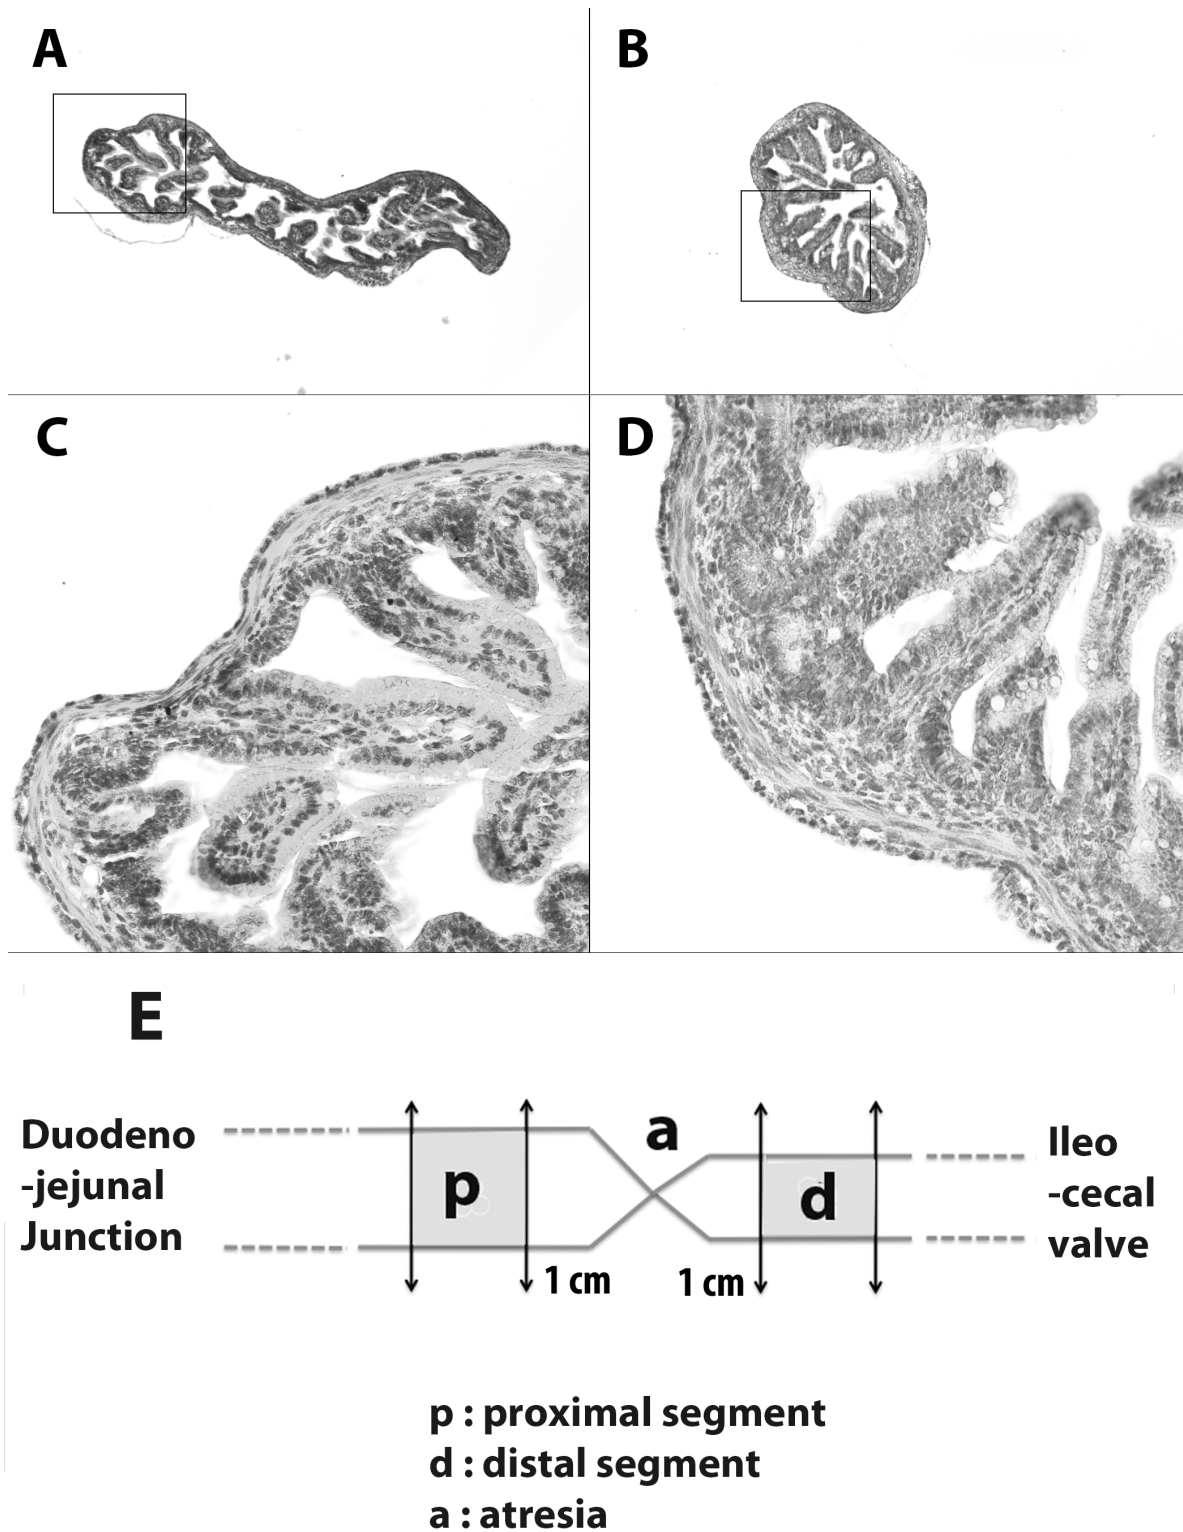 A
B
C
D
E
Duodeno
-jejunal
Junction
p
a
d
Ileo
-cecal
valve
1 cm
1 cm
p : proximal segment
d : distal segment
a : atresia